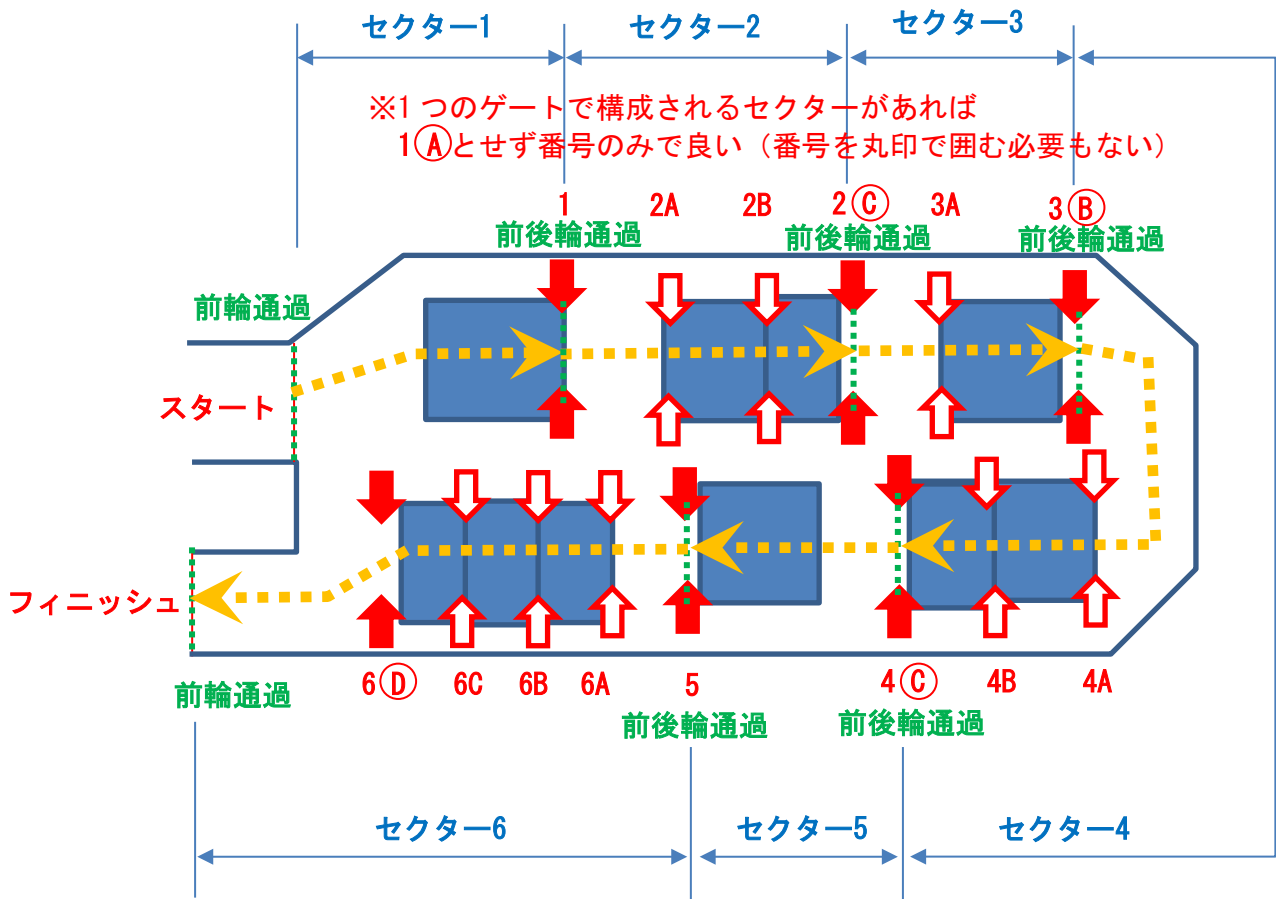 セクター1
セクター2
セクター3
※1つのゲートで構成されるセクターがあれば
1Ⓐとせず番号のみで良い（番号を丸印で囲む必要もない）
1
2A
2B
2Ⓒ
3A
3Ⓑ
前後輪通過
前後輪通過
前後輪通過
前輪通過
スタート
フィニッシュ
前輪通過
6Ⓓ
6C
6B
6A
5
4Ⓒ
4B
4A
前後輪通過
前後輪通過
セクター6
セクター5
セクター4